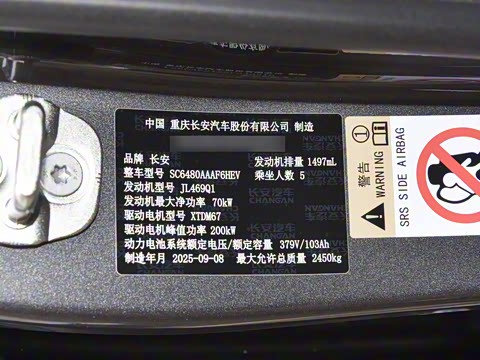 中国 重庆长安汽车股份有限公司 制造
品牌 长安 发动机排量 1497mL
整车型号 SC6480AAAF6HEV 乘坐人数 5
发动机型号 JL469Q1
发动机最大净功率 70kW
驱动电机型号 XTDM67
驱动电机峰值功率 200kW
动力电池系统额定电压/额定容量 379V/103Ah
制造年月 2025-09-08 最大允许总质量 2450kg
警告
WARNING
SRS SIDE AIRBAG
长安汽车
CHANGAN